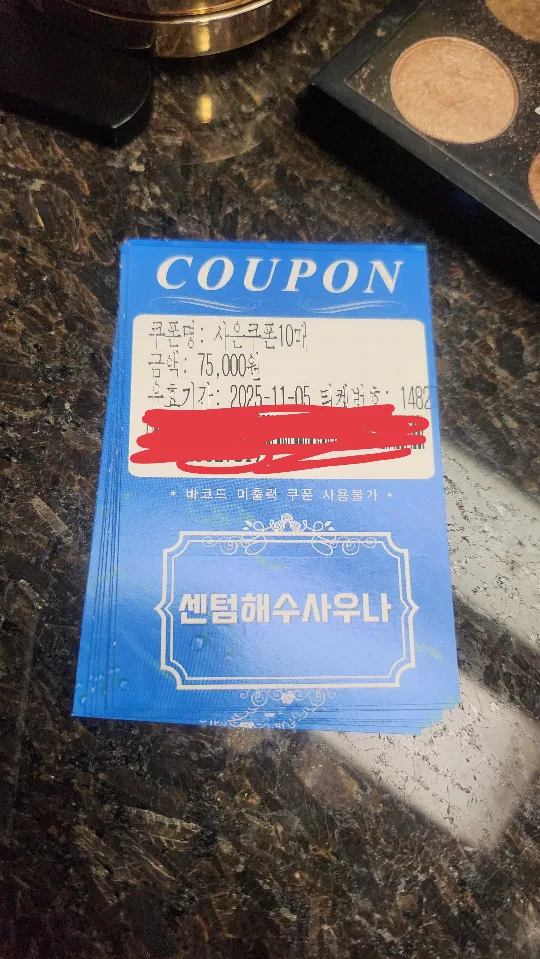 COUPON
쿠폰명: 사은쿠폰10매
금액: 75,000원
유효기간: 2025-11-05 티켓번호: 1482
* 바코드 미출력 쿠폰 사용불가 *
센텀해수사우나